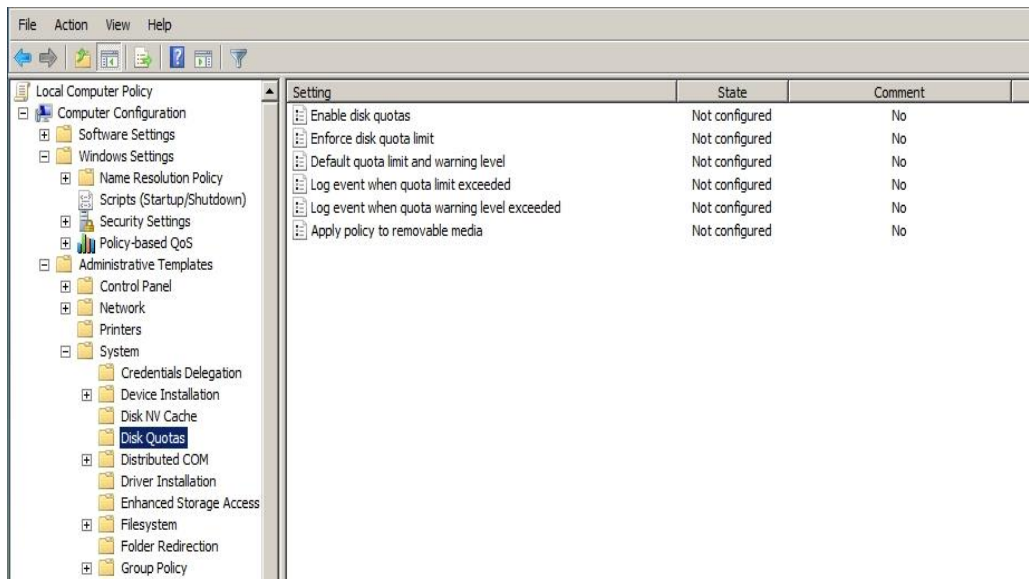 File Action View Help
Local Computer Policy
Computer Configuration
Software Settings
Windows Settings
Name Resolution Policy
Scripts (Startup/Shutdown)
Security Settings
Policy-based QoS
Administrative Templates
Control Panel
Network
Printers
System
Credentials Delegation
Device Installation
Disk NV Cache
Disk Quotas
Distributed COM
Driver Installation
Enhanced Storage Access
Filesystem
Folder Redirection
Group Policy
Setting State Comment
Enable disk quotas Not configured No
Enforce disk quota limit Not configured No
Default quota limit and warning level Not configured No
Log event when quota limit exceeded Not configured No
Log event when quota warning level exceeded Not configured No
Apply policy to removable media Not configured No